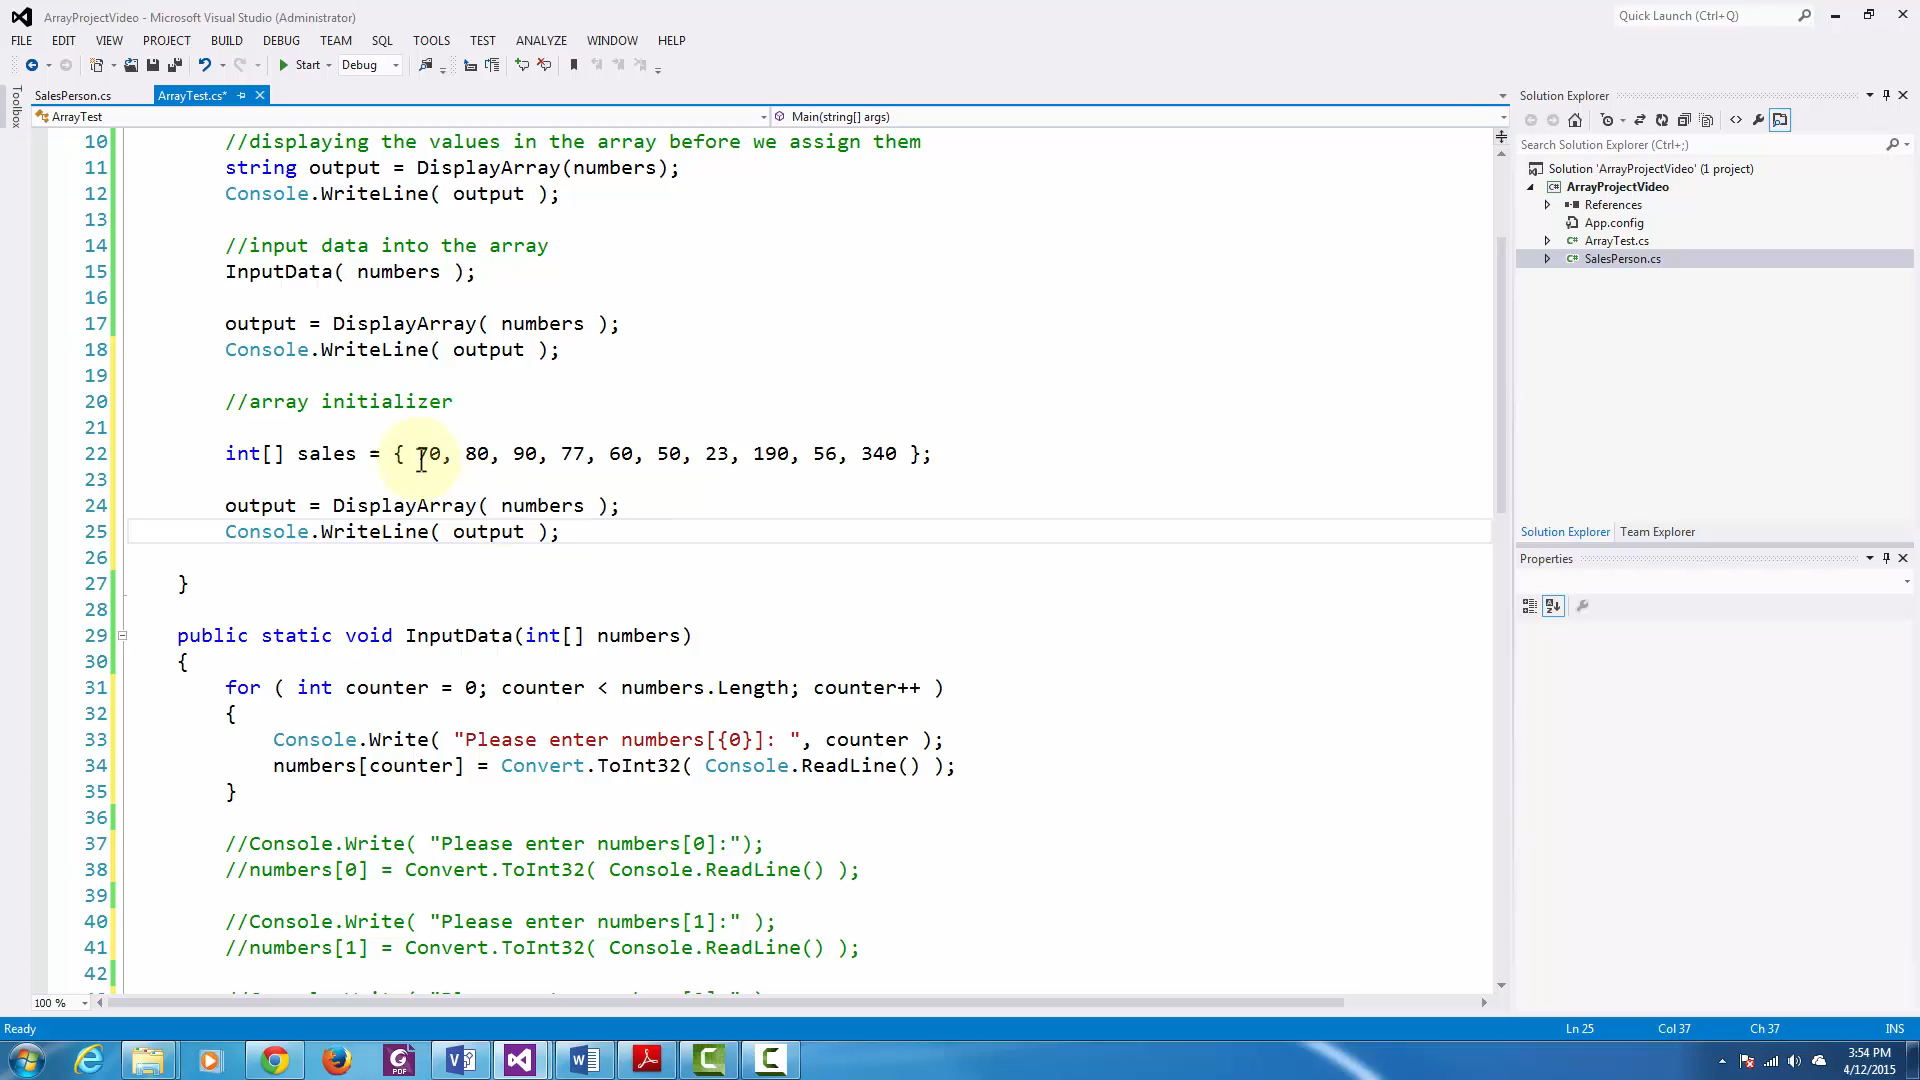 ArrayProjectVideo - Microsoft Visual Studio (Administrator)
Quick Launch (Ctrl+Q)
FILE EDIT VIEW PROJECT BUILD DEBUG TEAM SQL TOOLS TEST ANALYZE WINDOW HELP
Start Debug
Toolbox
SalesPerson.cs ArrayTest.cs*
ArrayTest Main(string[] args)
10 //displaying the values in the array before we assign them
11 string output = DisplayArray(numbers);
12 Console.WriteLine( output );
13
14 //input data into the array
15 InputData( numbers );
16
17 output = DisplayArray( numbers );
18 Console.WriteLine( output );
19
20 //array initializer
21
22 int[] sales = { 70, 80, 90, 77, 60, 50, 23, 190, 56, 340 };
23
24 output = DisplayArray( numbers );
25 Console.WriteLine( output );
26
27 }
28
29 public static void InputData(int[] numbers)
30 {
31 for ( int counter = 0; counter < numbers.Length; counter++ )
32 {
33 Console.Write( "Please enter numbers[{0}]: ", counter );
34 numbers[counter] = Convert.ToInt32( Console.ReadLine() );
35 }
36
37 //Console.Write( "Please enter numbers[0]:");
38 //numbers[0] = Convert.ToInt32( Console.ReadLine() );
39
40 //Console.Write( "Please enter numbers[1]:" );
41 //numbers[1] = Convert.ToInt32( Console.ReadLine() );
42
100 %
Solution Explorer
Search Solution Explorer (Ctrl+;)
Solution 'ArrayProjectVideo' (1 project)
ArrayProjectVideo
References
App.config
ArrayTest.cs
SalesPerson.cs
Solution Explorer Team Explorer
Properties
Ready Ln 25 Col 37 Ch 37 INS
3:54 PM
4/12/2015